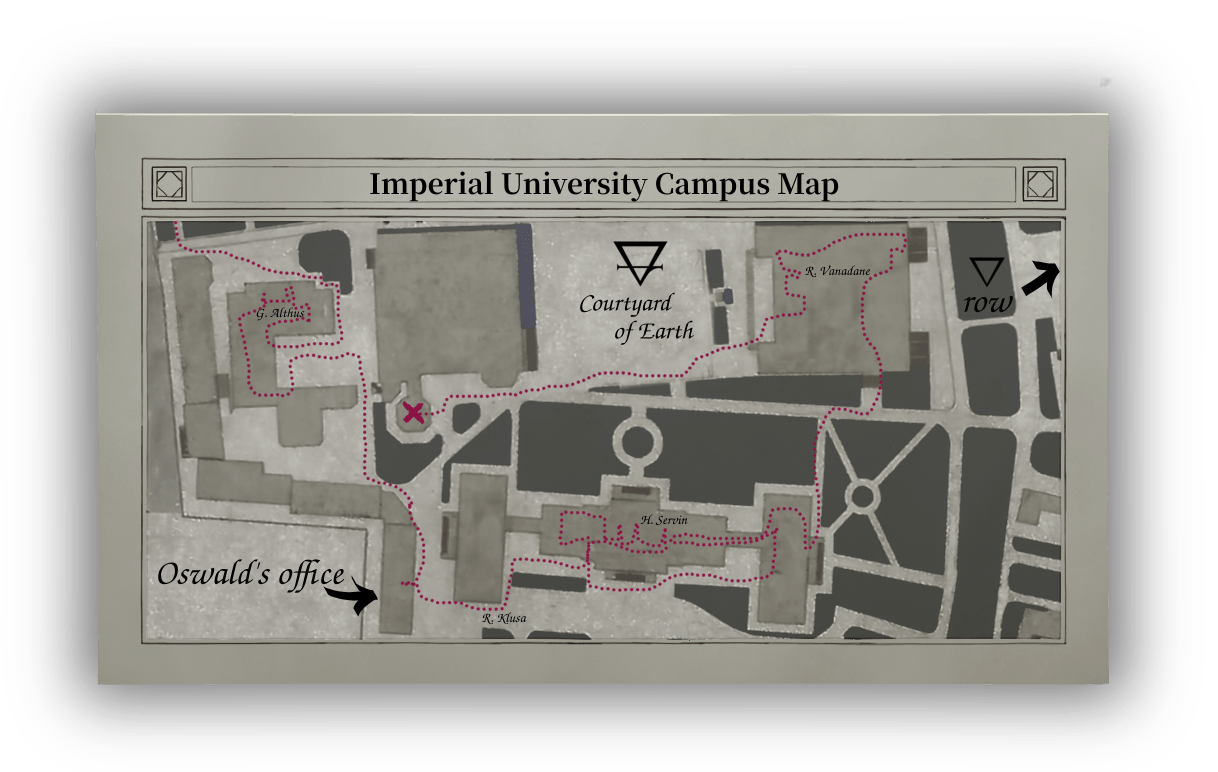 Imperial University Campus Map
R. Vanadane
row
Courtyard
of Earth
G. Althus
H. Servin
Oswald's office
R. Klusa